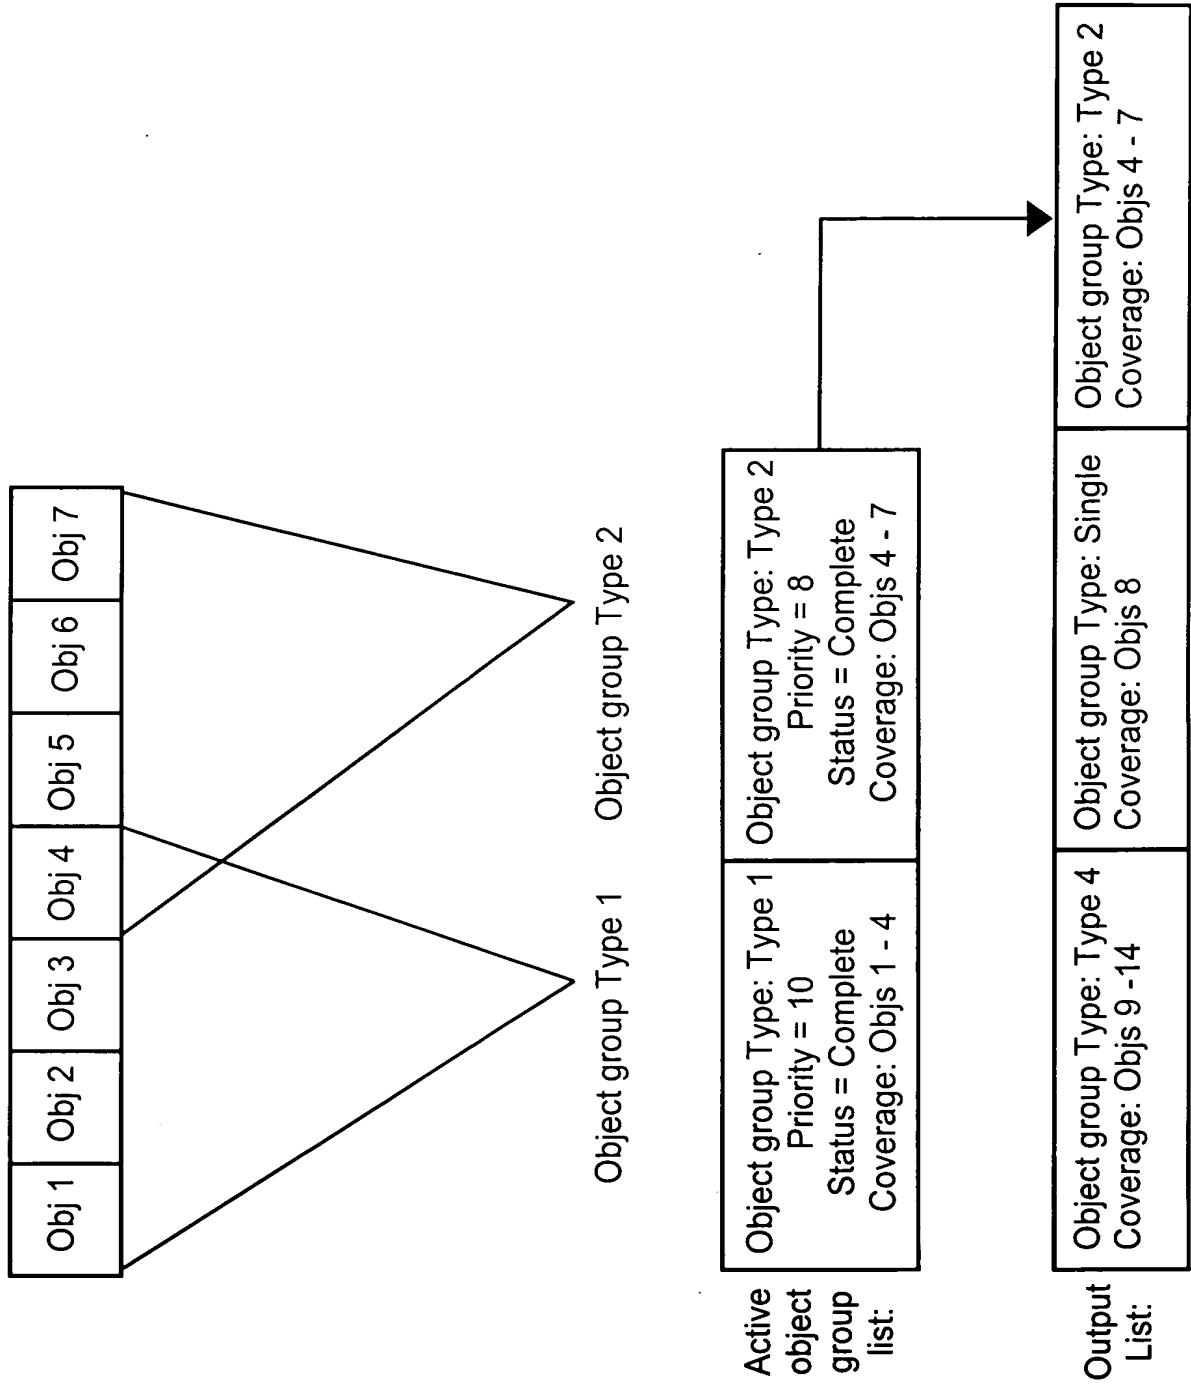 Obj 1
Obj 2
Obj 3
Obj 4
Obj 5
Obj 6
Obj 7
Object group Type 1
Object group Type 2
Active
object
group
list:
Object group Type: Type 1
Priority = 10
Status = Complete
Coverage: Objs 1 - 4
Object group Type: Type 2
Priority = 8
Status = Complete
Coverage: Objs 4 - 7
Output
List:
Object group Type: Type 4
Coverage: Objs 9 -14
Object group Type: Single
Coverage: Objs 8
Object group Type: Type 2
Coverage: Objs 4 - 7